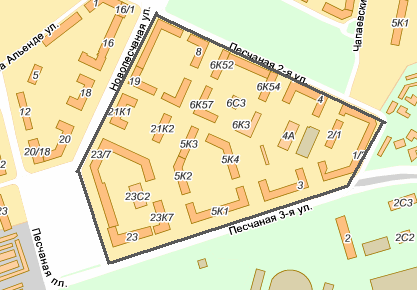 1
16/1
Новопесчаная ул.
Чапаевский
5К1
а Альенде ул.
16
8
Песчаная 2-я ул.
6К52
5
19
6К54
18
12
6К57
6С3
4
21К1
6К3
21К2
4А
2/1
5К3
20/18
23/7
5К4
1/7
5К2
3
23С2
2С3
23
23К7
5К1
Песчаная 3-я ул.
23
2
2С2
Песчаная пл.